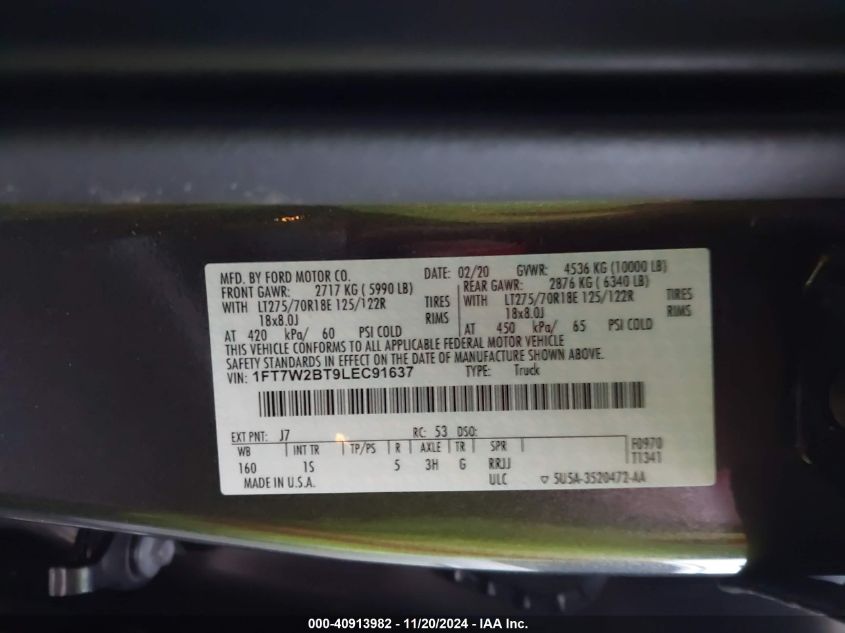 MFD. BY FORD MOTOR CO. DATE: 02/20 GVWR: 4536 KG (10000 LB)
FRONT GAWR: 2717 KG ( 5990 LB) REAR GAWR: 2876 KG ( 6340 LB)
WITH LT275/70R18E 125/122R TIRES WITH LT275/70R18E 125/122R TIRES
18x8.0J RIMS 18x8.0J RIMS
AT 420 kPa/ 60 PSI COLD AT 450 kPa/ 65 PSI COLD
THIS VEHICLE CONFORMS TO ALL APPLICABLE FEDERAL MOTOR VEHICLE
SAFETY STANDARDS IN EFFECT ON THE DATE OF MANUFACTURE SHOWN ABOVE.
VIN: 1FT7W2BT9LEC91637 TYPE: Truck
EXT PNT: J7 RC: 53 DSO: F0970
WB INT TR TP/PS R AXLE TR SPR T1341
160 1S 5 3H G RRJJ
MADE IN U.S.A. ULC ▽ 5U5A-3520472-AA
000-40913982 - 11/20/2024 - IAA Inc.